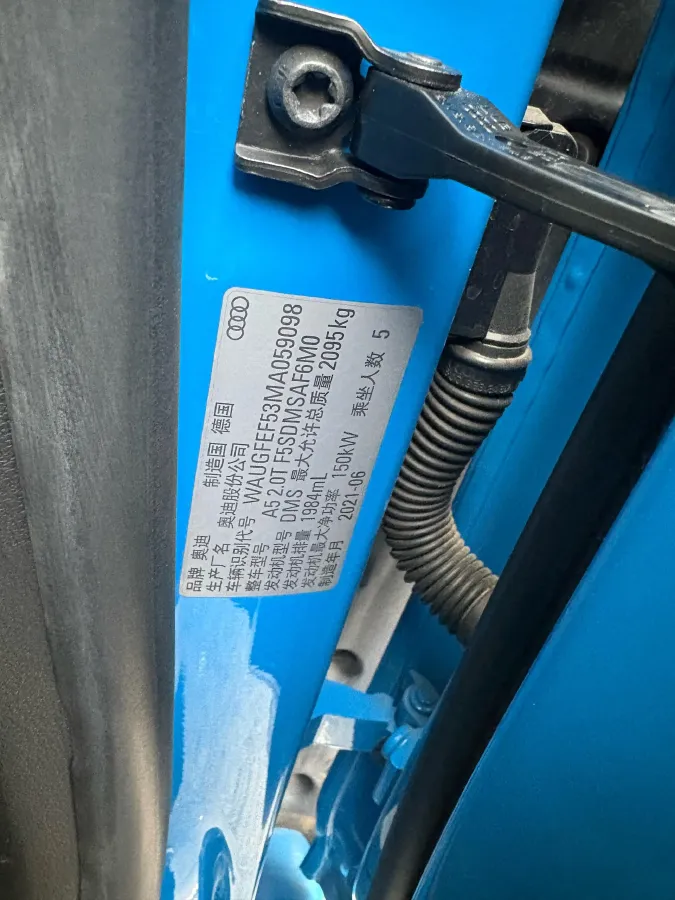 品牌 奥迪 制造国 德国
生产厂名 奥迪股份公司
车辆识别代号 WAUGFEF53MA059098
整车型号 A5 2.0T F5SDMSAF6M0
发动机型号 DMS 最大允许总质量 2095kg
发动机排量 1984mL
发动机最大净功率 150kW 乘坐人数 5
制造年月 2021-06